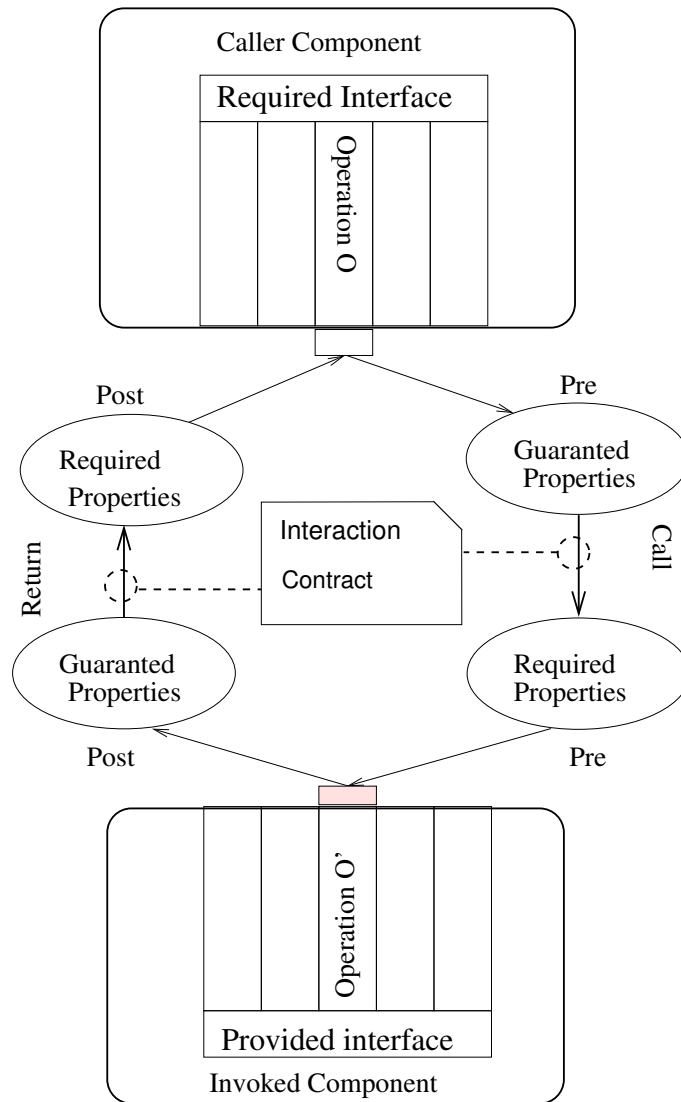 Caller Component
Required Interface
Operation O
Post
Pre
Required
Properties
Guaranted
Properties
Interaction
Contract
Call
Return
Guaranted
Properties
Required
Properties
Post
Pre
Operation O'
Provided interface
Invoked Component